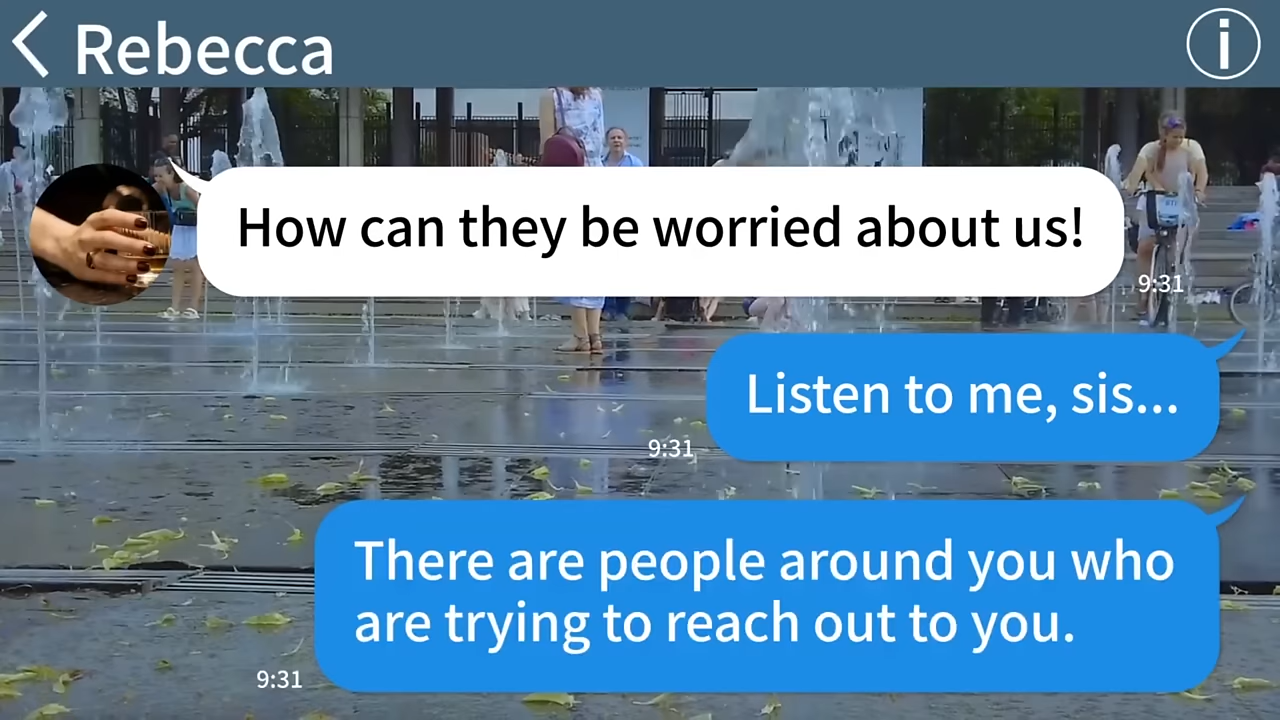 Rebecca
How can they be worried about us!
9:31
Listen to me, sis...
9:31
There are people around you who
are trying to reach out to you.
9:31